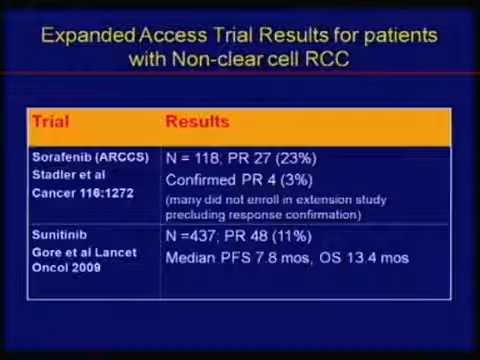 Expanded Access Trial Results for patients
with Non-clear cell RCC
Trial
Results
Sorafenib (ARCCS)
Stadler et al
Cancer 116:1272
N = 118; PR 27 (23%)
Confirmed PR 4 (3%)
(many did not enroll in extension study
precluding response confirmation)
Sunitinib
Gore et al Lancet
Oncol 2009
N =437; PR 48 (11%)
Median PFS 7.8 mos, OS 13.4 mos